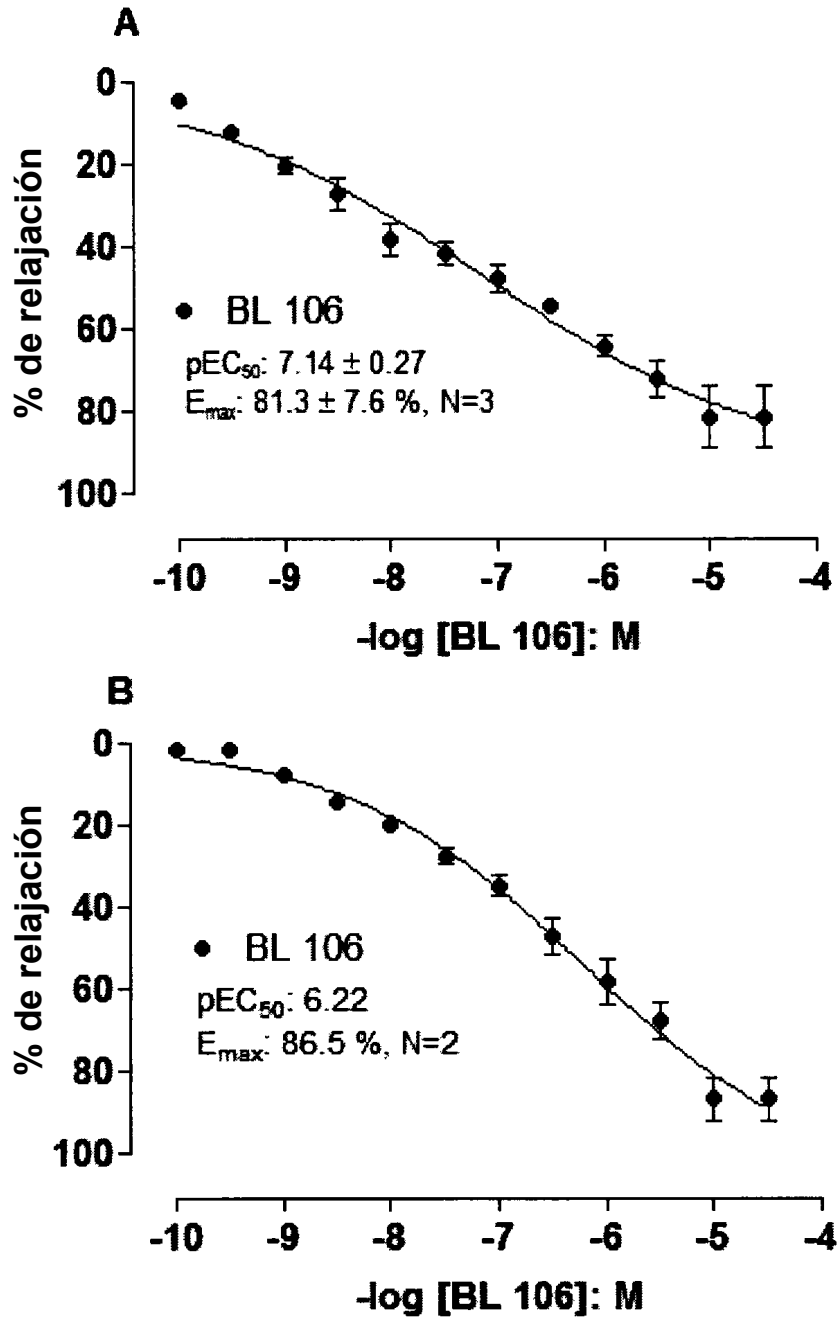 A
0
20
40
60
80
100
% de relajación
BL 106
pEC50: 7.14 ± 0.27
Emax: 81.3 ± 7.6 %, N=3
-10 -9 -8 -7 -6 -5 -4
-log [BL 106]: M
B
0
20
40
60
80
100
% de relajación
BL 106
pEC50: 6.22
Emax: 86.5 %, N=2
-10 -9 -8 -7 -6 -5 -4
-log [BL 106]: M